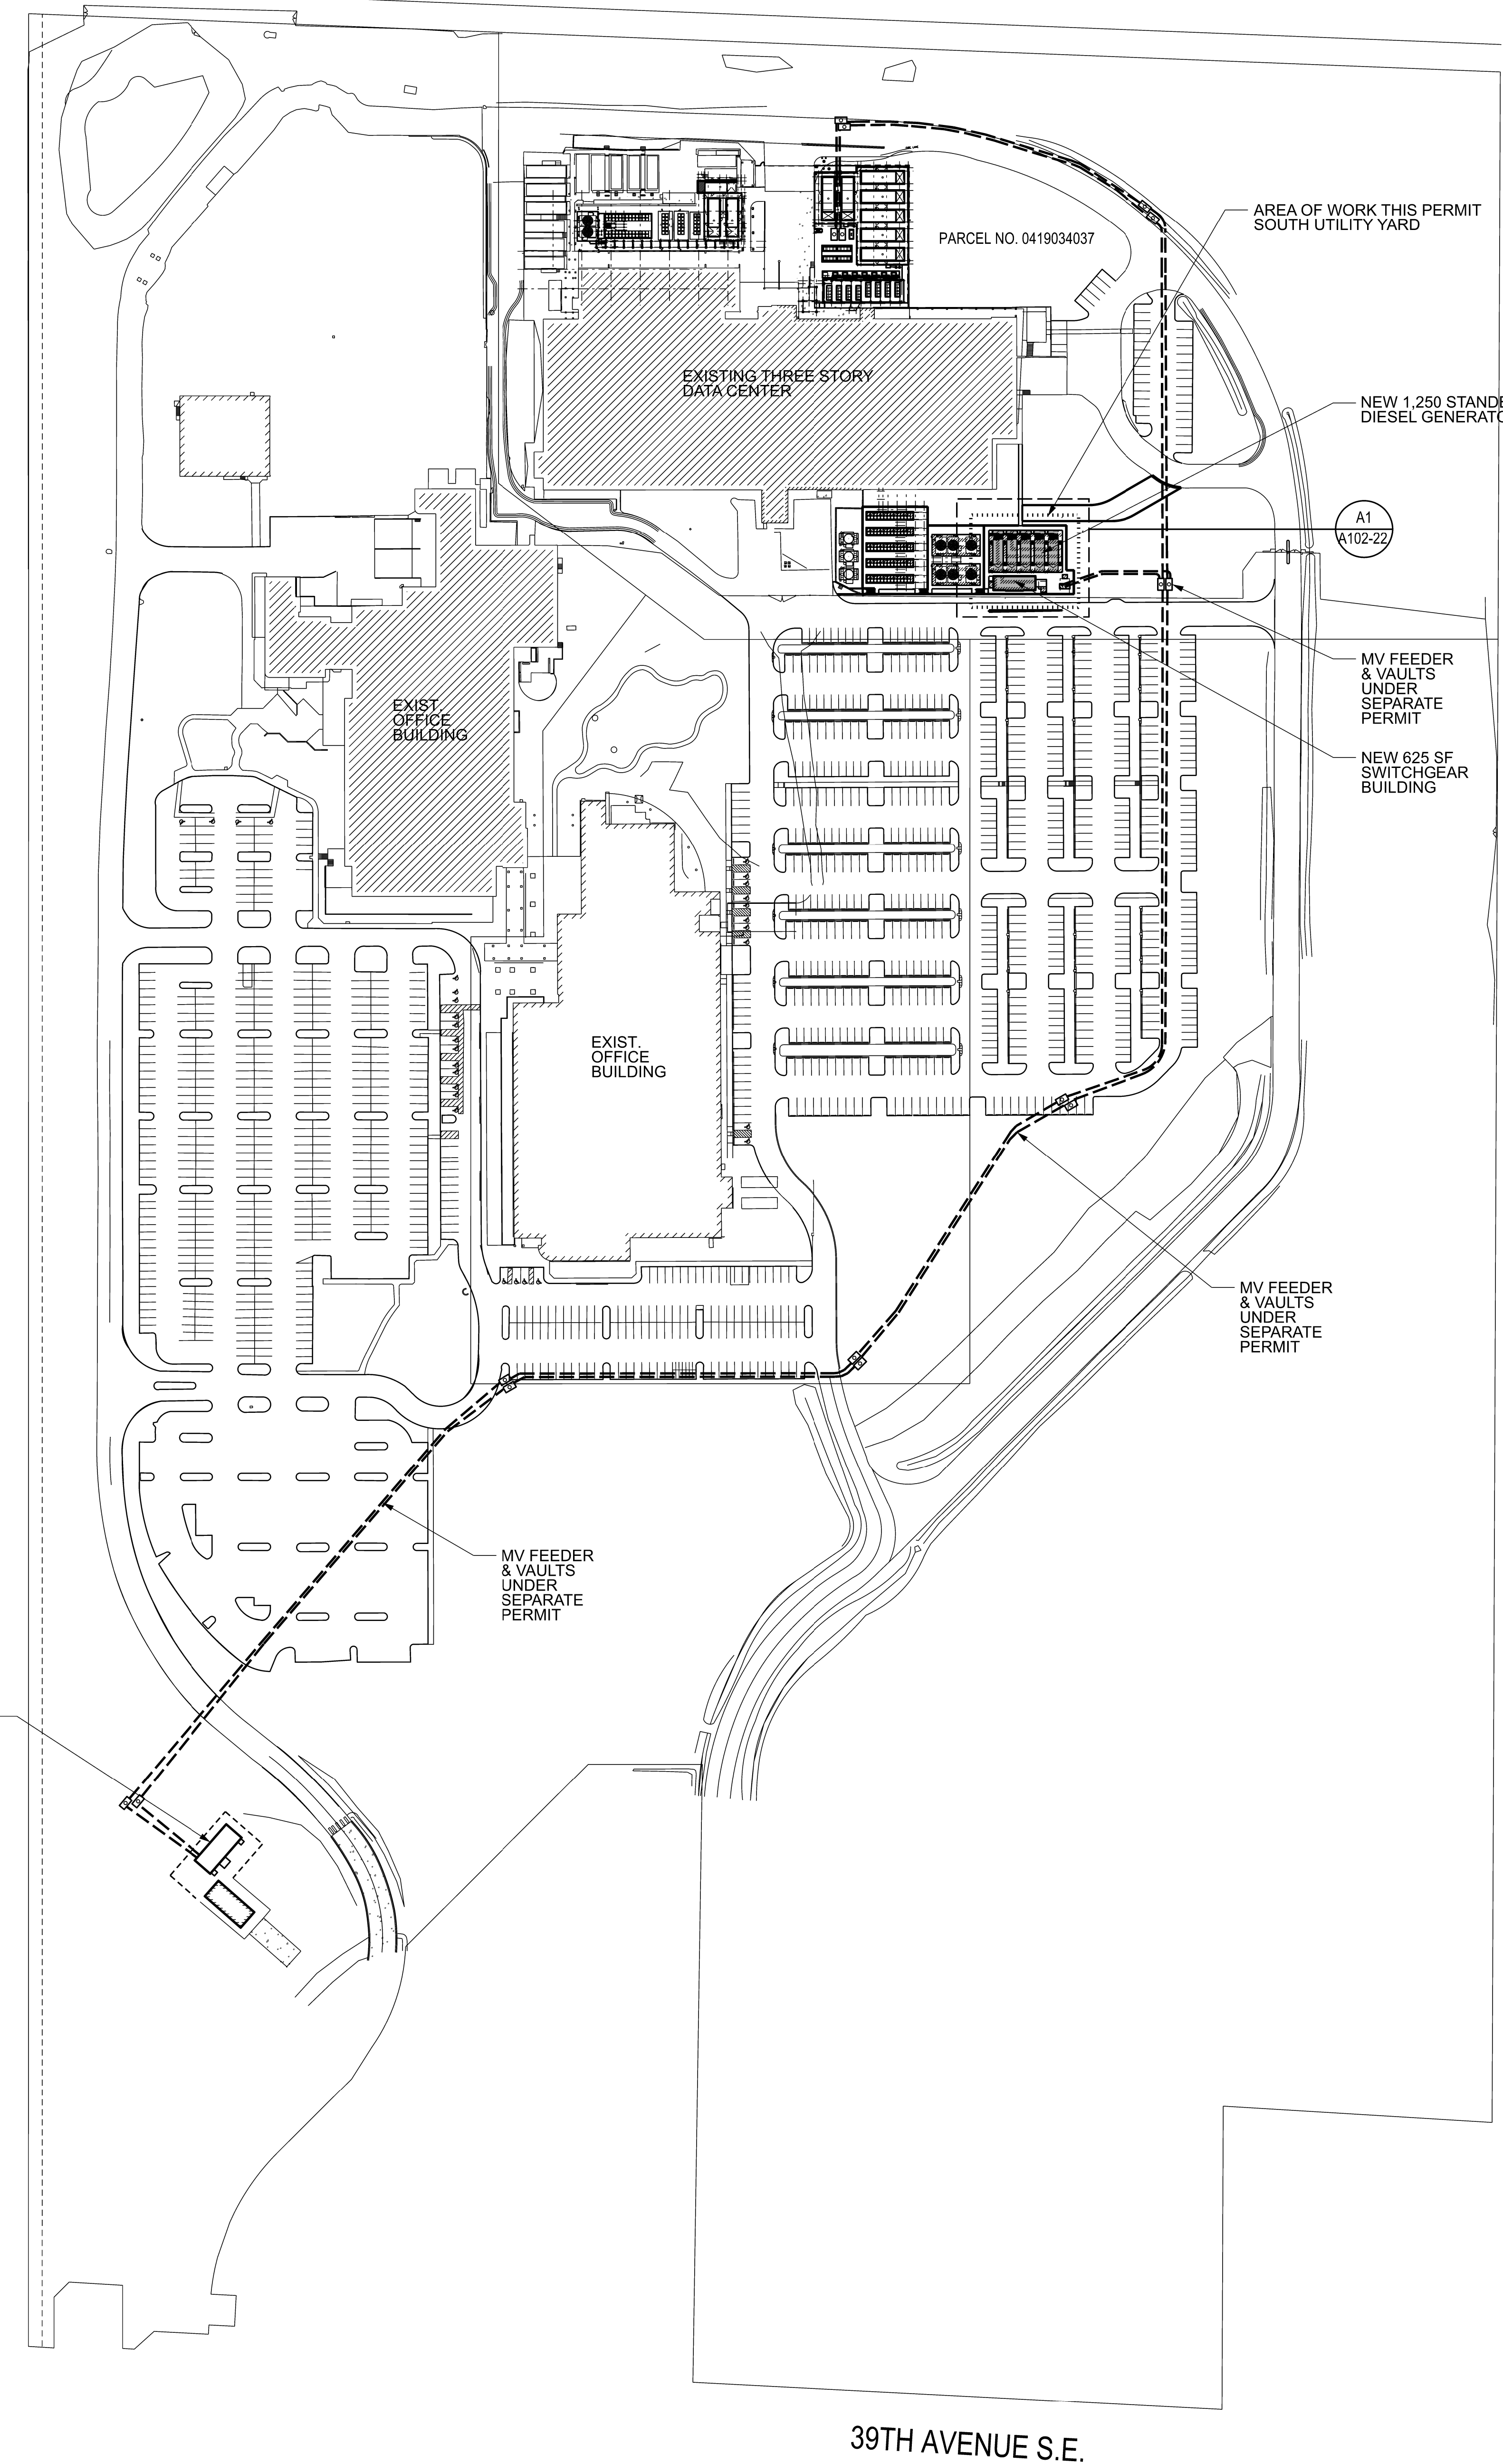 AREA OF WORK THIS PERMIT
SOUTH UTILITY YARD
PARCEL NO. 0419034037
EXISTING THREE STORY
DATA CENTER
NEW 1,250 STANDB
DIESEL GENERATO
A1
A102-22
MV FEEDER
& VAULTS
UNDER
SEPARATE
PERMIT
EXIST.
OFFICE
BUILDING
NEW 625 SF
SWITCHGEAR
BUILDING
EXIST.
OFFICE
BUILDING
MV FEEDER
& VAULTS
UNDER
SEPARATE
PERMIT
MV FEEDER
& VAULTS
UNDER
SEPARATE
PERMIT
39TH AVENUE S.E.